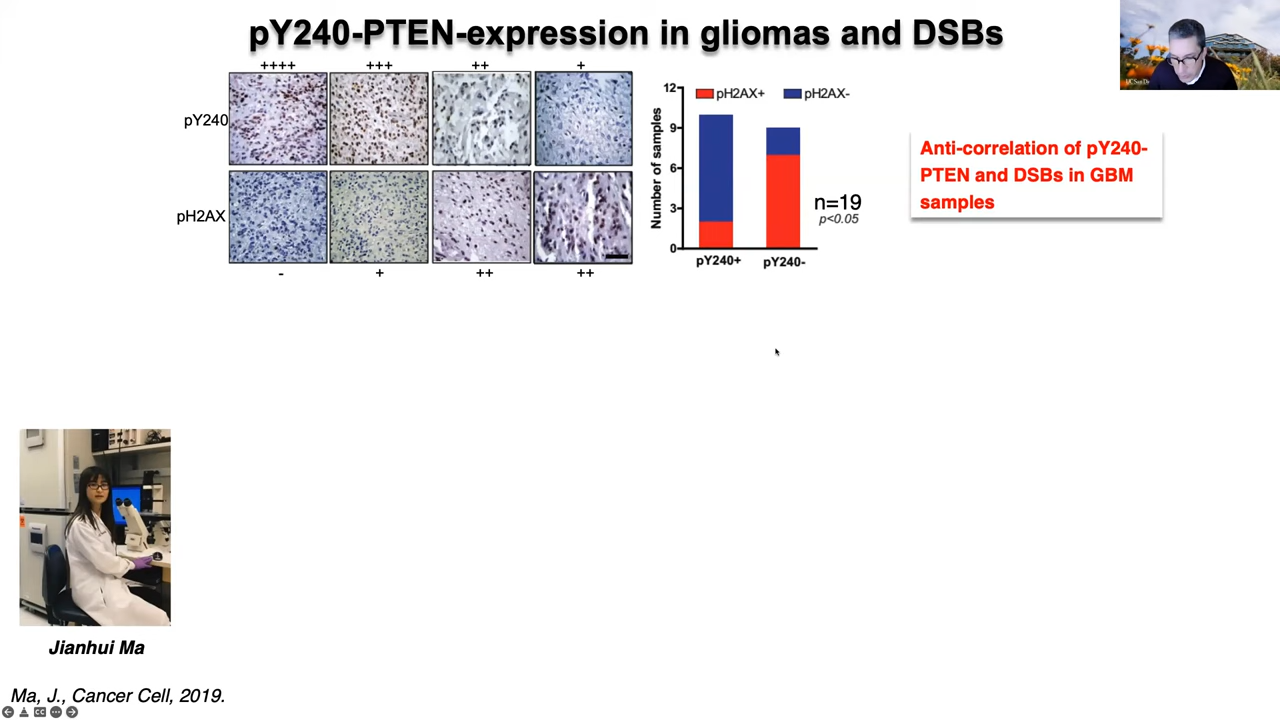 pY240-PTEN-expression in gliomas and DSBs
++++ +++ ++ +
pY240
pH2AX
- + ++ ++
pH2AX+ pH2AX-
Number of samples
12
9
6
3
0
pY240+ pY240-
n=19
p<0.05
Anti-correlation of pY240-
PTEN and DSBs in GBM
samples
Jianhui Ma
Ma, J., Cancer Cell, 2019.
CC